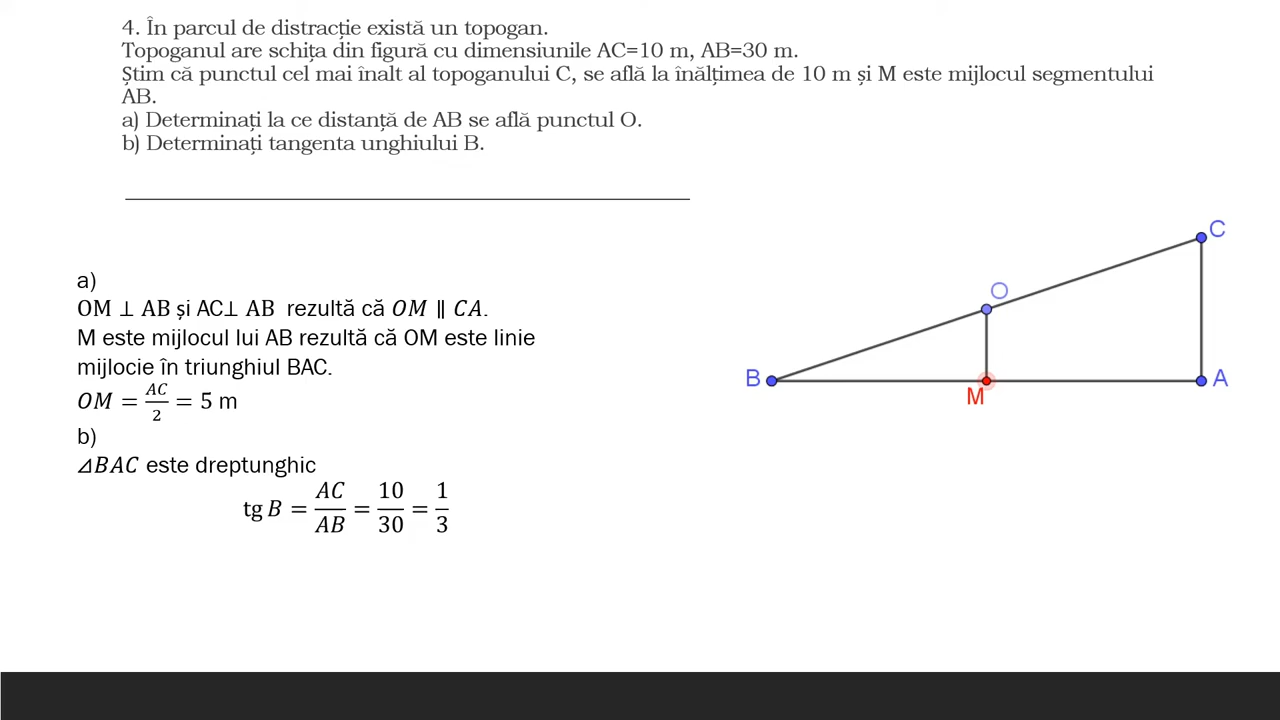 4. În parcul de distracție există un topogan.
Topoganul are schița din figură cu dimensiunile AC=10 m, AB=30 m.
Știm că punctul cel mai înalt al topoganului C, se află la înălțimea de 10 m și M este mijlocul segmentului
AB.
a) Determinați la ce distanță de AB se află punctul O.
b) Determinați tangenta unghiului B.
a)
OM ⊥ AB și AC⊥ AB rezultă că OM ∥ CA.
M este mijlocul lui AB rezultă că OM este linie
mijlocie în triunghiul BAC.
OM = AC/2 = 5 m
b)
⊿BAC este dreptunghic
tg B = AC/AB = 10/30 = 1/3
C
O
B
M
A